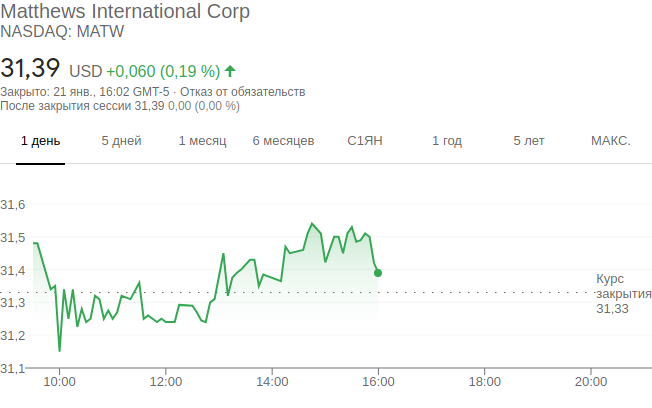 Matthews International Corp
NASDAQ: MATW
31,39 USD +0,060 (0,19 %)
Закрыто: 21 янв., 16:02 GMT-5 · Отказ от обязательств
После закрытия сессии 31,39 0,00 (0,00 %)
1 день 5 дней 1 месяц 6 месяцев С1ЯН 1 год 5 лет МАКС.
31,6
31,5
31,4
31,3
31,2
31,1
Курс
закрытия
31,33
10:00 12:00 14:00 16:00 18:00 20:00